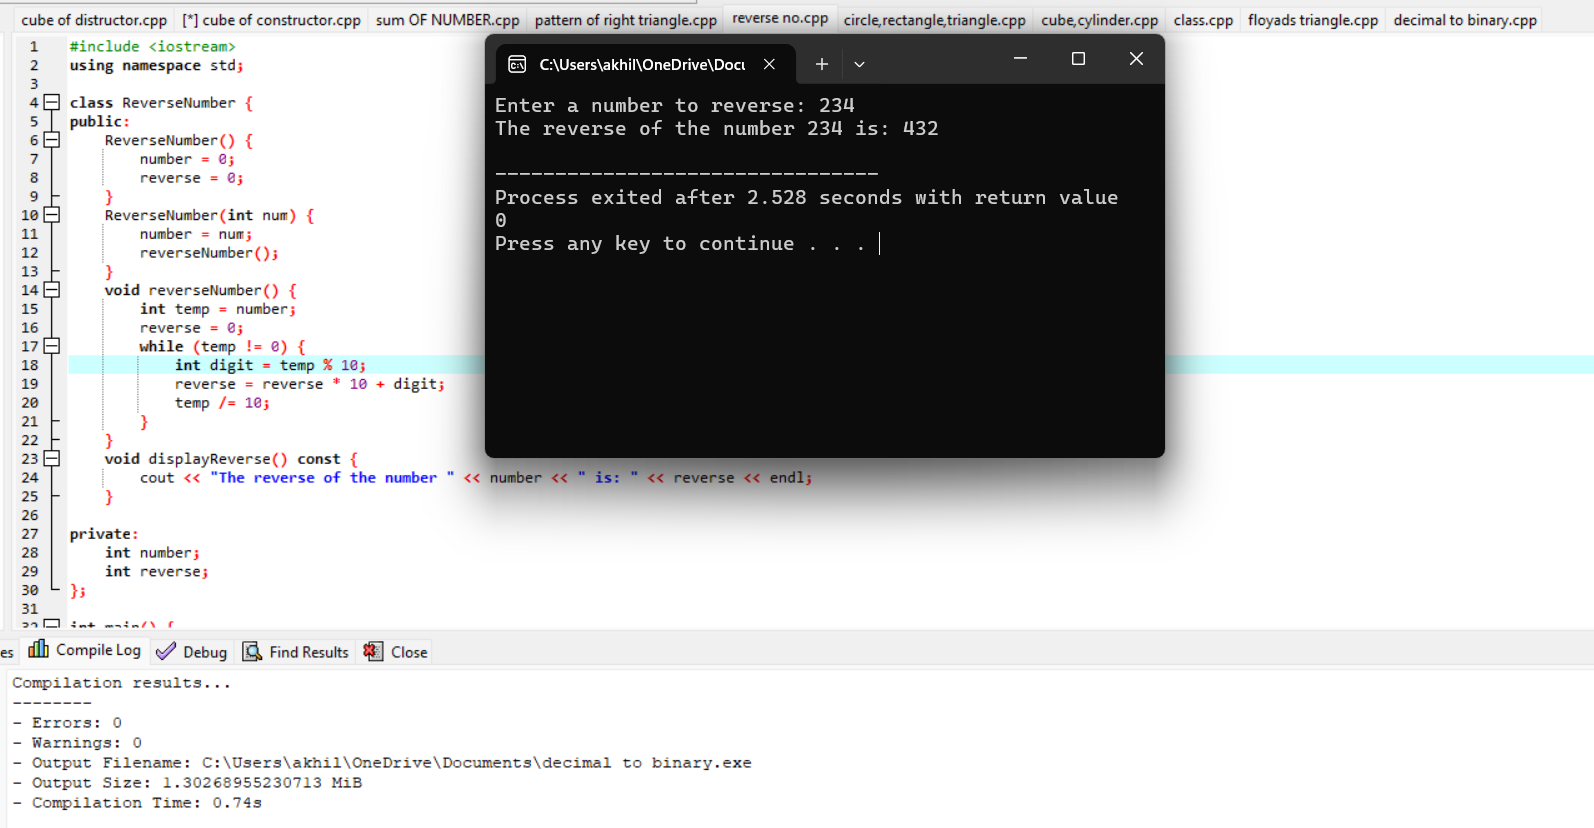 cube of distructor.cpp [*] cube of constructor.cpp sum OF NUMBER.cpp pattern of right triangle.cpp reverse no.cpp circle,rectangle,triangle.cpp cube,cylinder.cpp class.cpp floyads triangle.cpp decimal to binary.cpp
1 #include <iostream>
2 using namespace std;
3
4 class ReverseNumber {
5 public:
6 ReverseNumber() {
7 number = 0;
8 reverse = 0;
9 }
10 ReverseNumber(int num) {
11 number = num;
12 reverseNumber();
13 }
14 void reverseNumber() {
15 int temp = number;
16 reverse = 0;
17 while (temp != 0) {
18 int digit = temp % 10;
19 reverse = reverse * 10 + digit;
20 temp /= 10;
21 }
22 }
23 void displayReverse() const {
24 cout << "The reverse of the number " << number << " is: " << reverse << endl;
25 }
26
27 private:
28 int number;
29 int reverse;
30 };
31
32 int main() {
C:\Users\akhil\OneDrive\Docu
Enter a number to reverse: 234
The reverse of the number 234 is: 432
--------------------------------
Process exited after 2.528 seconds with return value
0
Press any key to continue . . .
es Compile Log Debug Find Results Close
Compilation results...
--------
- Errors: 0
- Warnings: 0
- Output Filename: C:\Users\akhil\OneDrive\Documents\decimal to binary.exe
- Output Size: 1.30268955230713 MiB
- Compilation Time: 0.74s